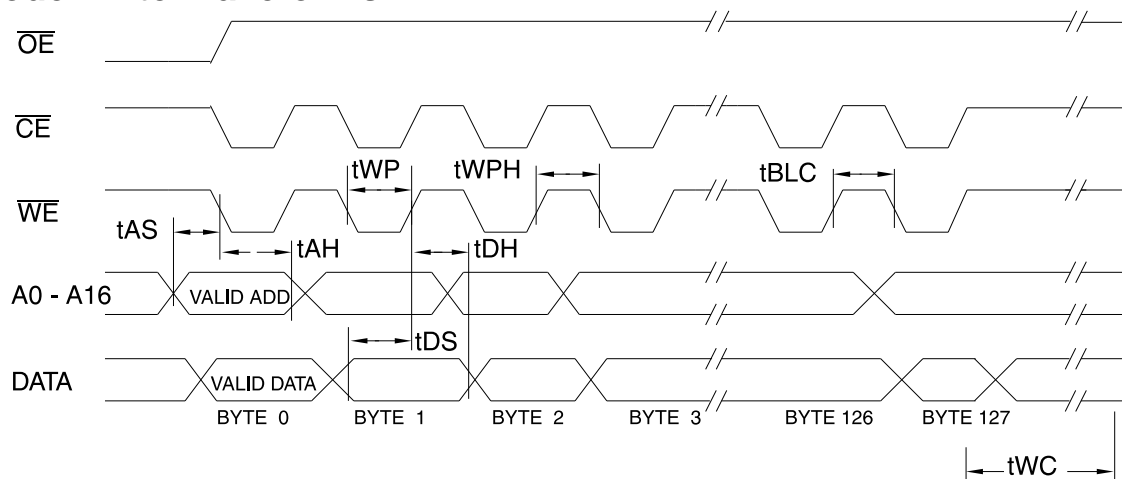 OE
CE
tWP tWPH tBLC
WE
tAS
tAH tDH
A0 - A16 VALID ADD
tDS
DATA VALID DATA
BYTE 0 BYTE 1 BYTE 2 BYTE 3 BYTE 126 BYTE 127
tWC